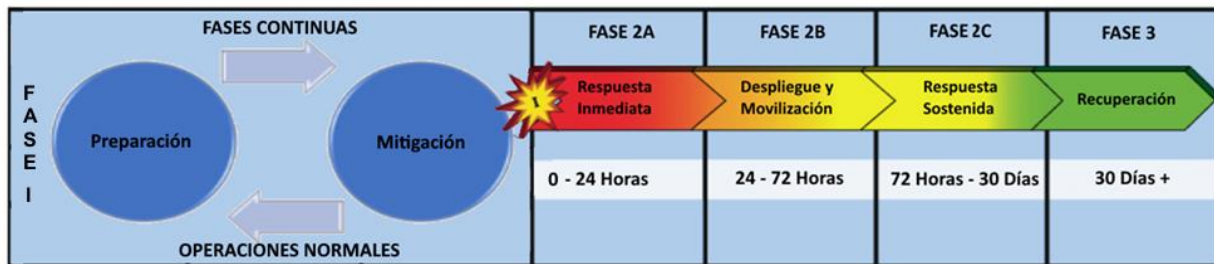 FASE I
FASES CONTINUAS
Preparación
Mitigación
OPERACIONES NORMALES
I
FASE 2A
FASE 2B
FASE 2C
FASE 3
Respuesta
Inmediata
Despliegue y
Movilización
Respuesta
Sostenida
Recuperación
0 - 24 Horas
24 - 72 Horas
72 Horas - 30 Días
30 Días +